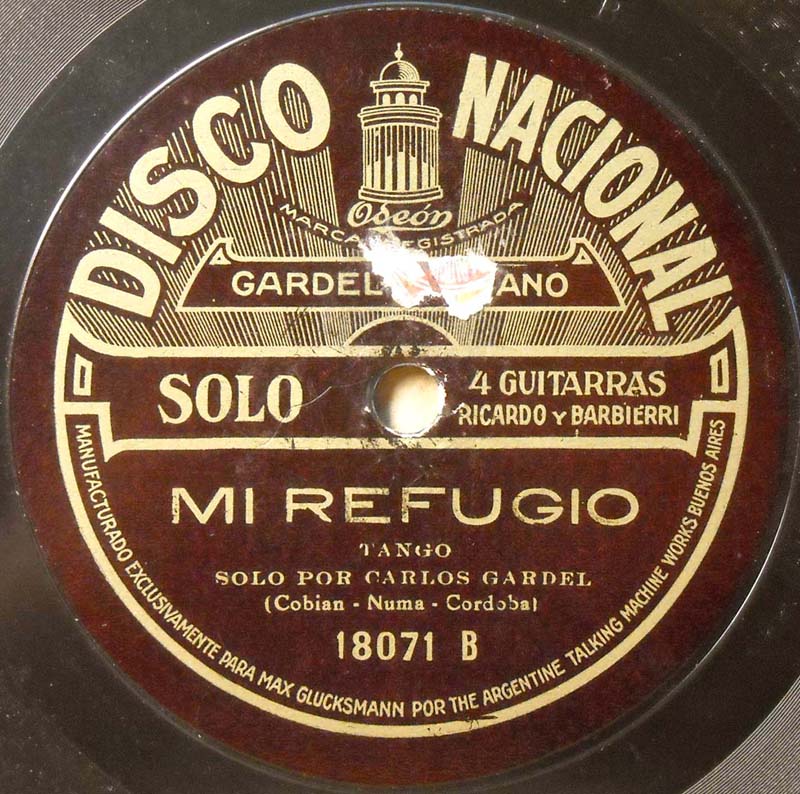 DISCO NACIONAL
Odeón
MARCA REGISTRADA
GARDEL ANO
SOLO
4 GUITARRAS
RICARDO Y BARBIERRI
MI REFUGIO
TANGO
SOLO POR CARLOS GARDEL
(Cobian - Numa - Cordoba)
18071 B
MANUFACTURADO EXCLUSIVAMENTE PARA MAX GLUCKSMANN POR THE ARGENTINE TALKING MACHINE WORKS BUENOS AIRES